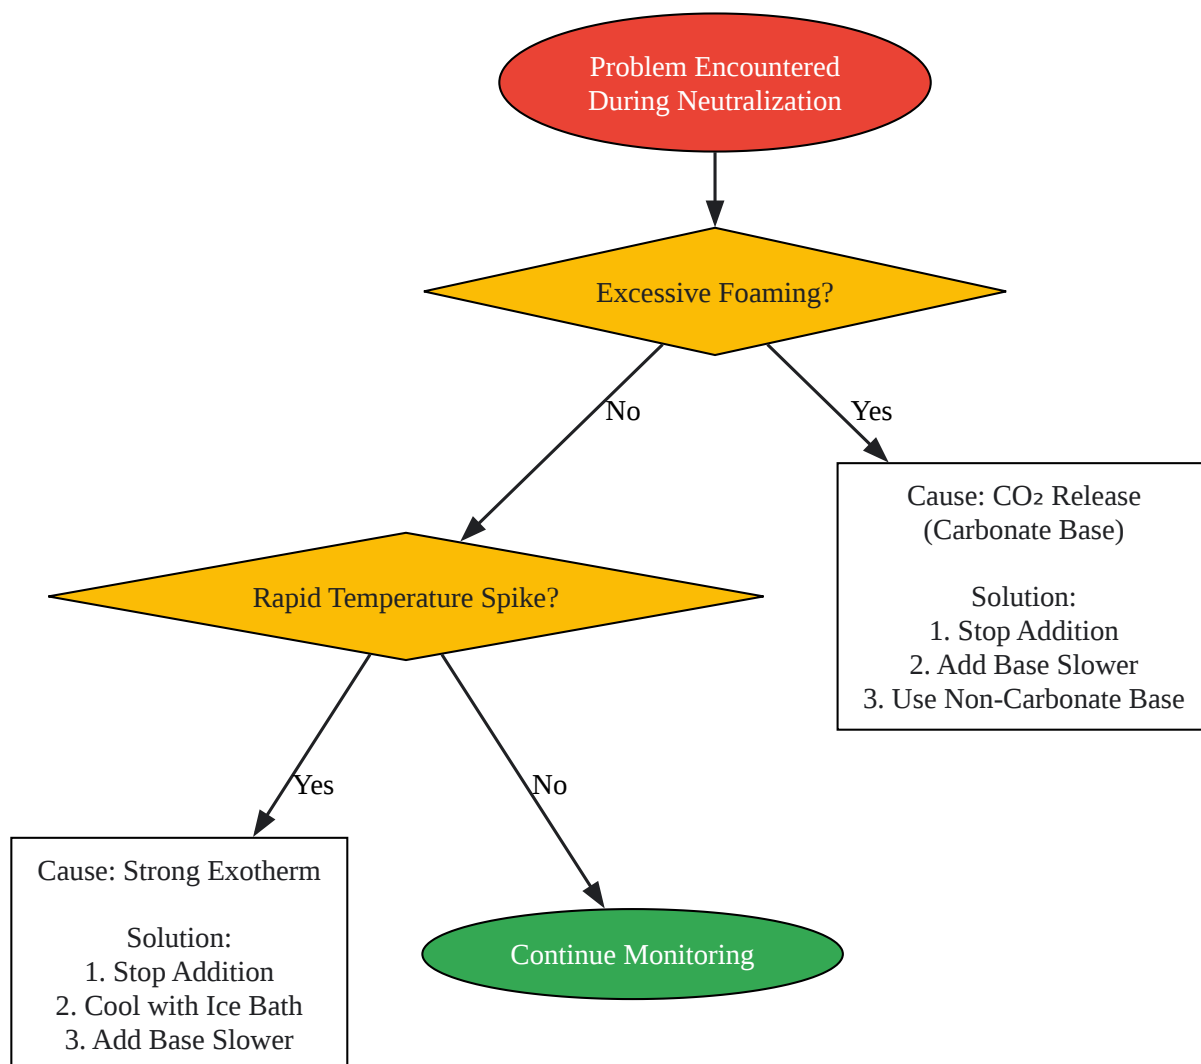 Problem Encountered
During Neutralization
Excessive Foaming?
No
Yes
Cause: CO₂ Release
(Carbonate Base)
Solution:
1. Stop Addition
2. Add Base Slower
3. Use Non-Carbonate Base
Rapid Temperature Spike?
Yes
No
Cause: Strong Exotherm
Solution:
1. Stop Addition
2. Cool with Ice Bath
3. Add Base Slower
Continue Monitoring